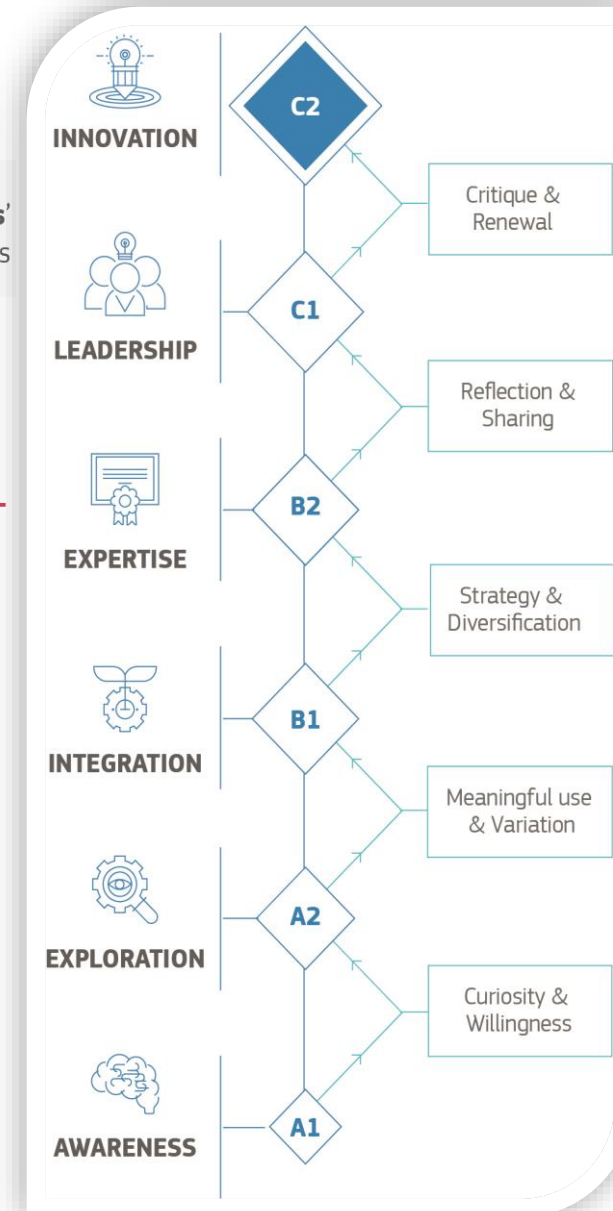 INNOVATION
C2
Critique &
Renewal
s’
s
LEADERSHIP
C1
Reflection &
Sharing
EXPERTISE
B2
Strategy &
Diversification
INTEGRATION
B1
Meaningful use
& Variation
EXPLORATION
A2
Curiosity &
Willingness
AWARENESS
A1